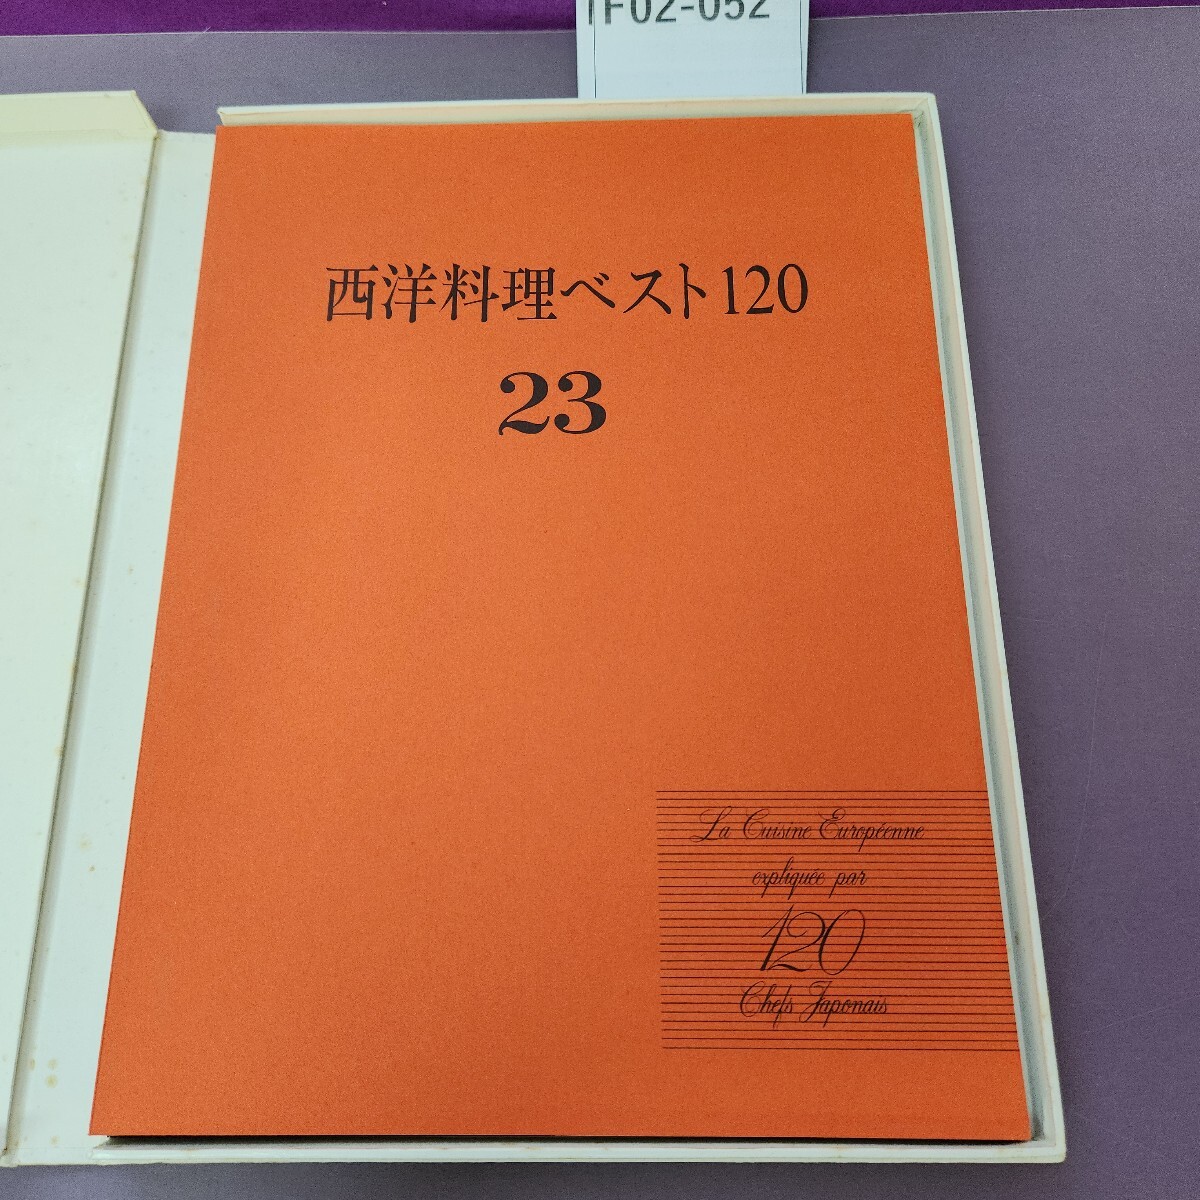 TF02-052
西洋料理ベスト120
23
La Cuisine Européenne
expliquée par
120
Chefs Japonais